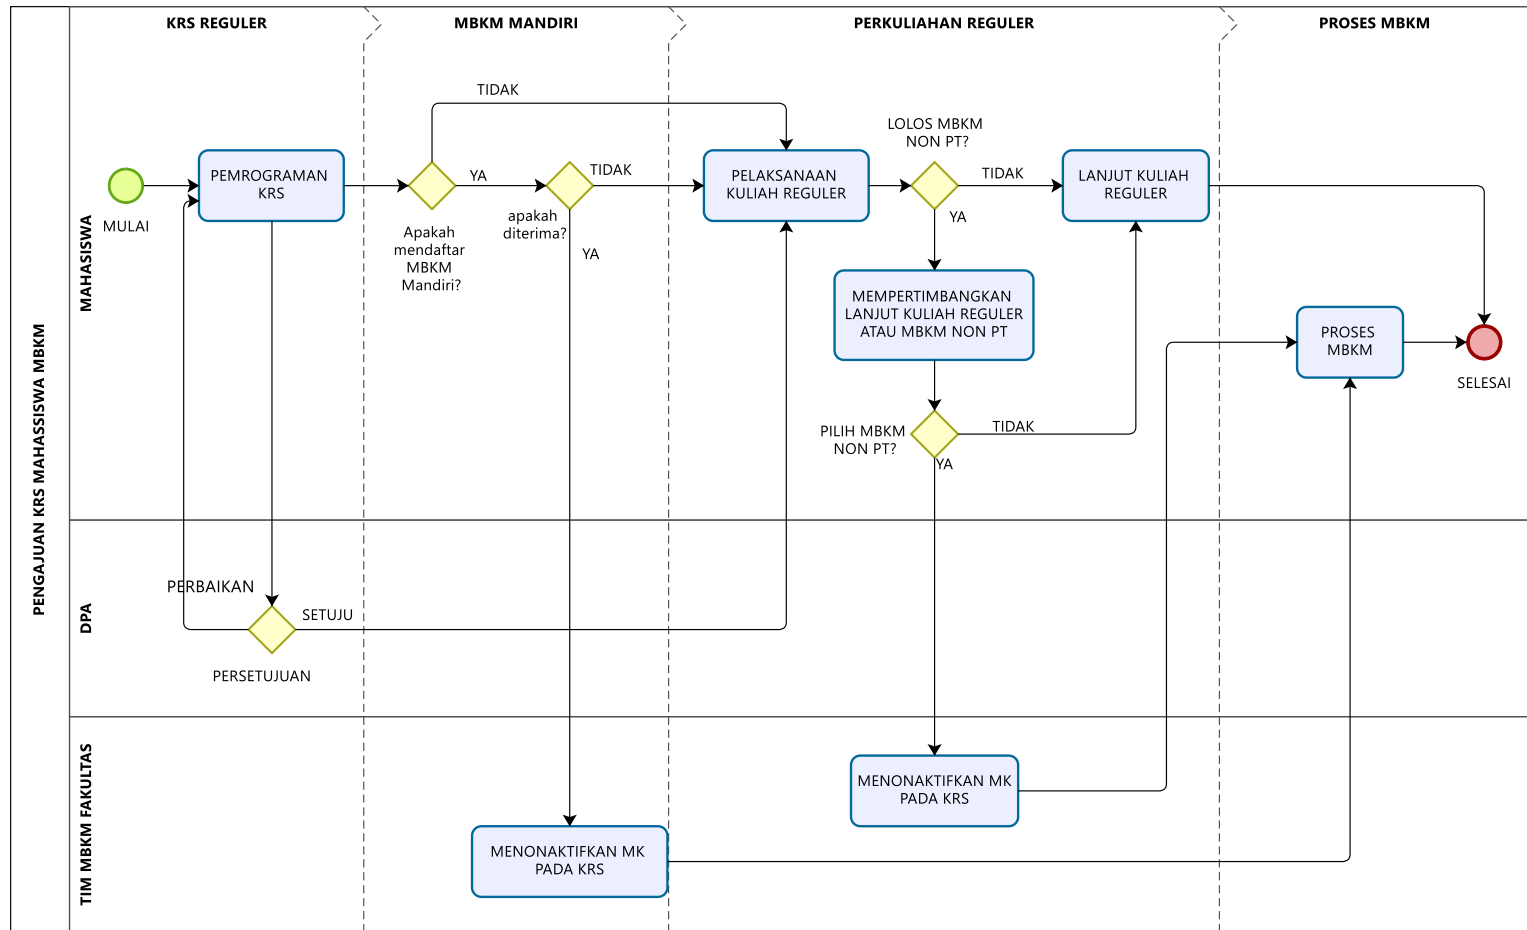 KRS REGULER
MBKM MANDIRI
PERKULIAHAN REGULER
PROSES MBKM
PENGAJUAN KRS MAHASSISWA MBKM
MAHASISWA
MULAI
PEMROGRAMAN
KRS
TIDAK
Apakah
mendaftar
MBKM
Mandiri?
YA
apakah
diterima?
TIDAK
YA
PELAKSANAAN
KULIAH REGULER
LOLOS MBKM
NON PT?
TIDAK
YA
LANJUT KULIAH
REGULER
MEMPERTIMBANGKAN
LANJUT KULIAH REGULER
ATAU MBKM NON PT
PILIH MBKM
NON PT?
TIDAK
YA
PROSES
MBKM
SELESAI
DPA
PERBAIKAN
SETUJU
PERSETUJUAN
TIM MBKM FAKULTAS
MENONAKTIFKAN MK
PADA KRS
MENONAKTIFKAN MK
PADA KRS